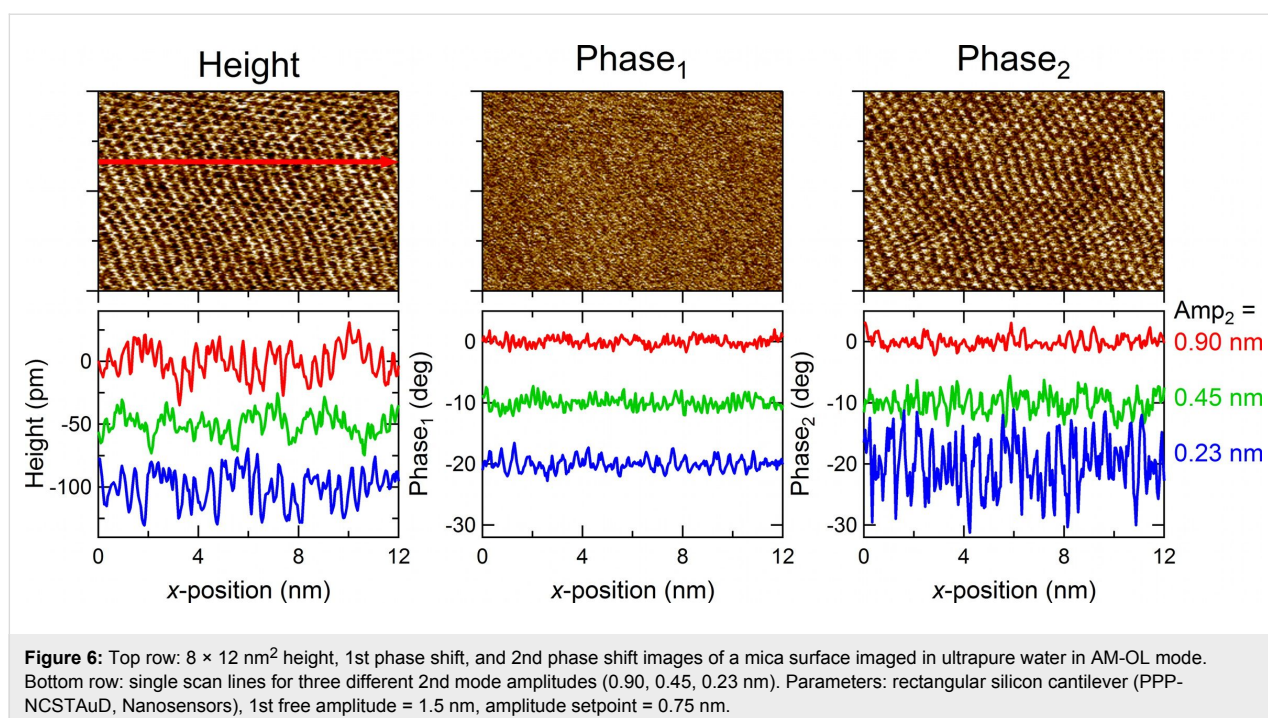 Height Phase₁ Phase₂
Amp₂ =
0 0 0 0.90 nm
-50 -10 -10 0.45 nm
-100 -20 -20 0.23 nm
-30 -30
Height (pm) Phase₁ (deg) Phase₂ (deg)
0 4 8 12 0 4 8 12 0 4 8 12
x-position (nm) x-position (nm) x-position (nm)
Figure 6: Top row: 8 × 12 nm² height, 1st phase shift, and 2nd phase shift images of a mica surface imaged in ultrapure water in AM-OL mode.
Bottom row: single scan lines for three different 2nd mode amplitudes (0.90, 0.45, 0.23 nm). Parameters: rectangular silicon cantilever (PPP-
NCSTAuD, Nanosensors), 1st free amplitude = 1.5 nm, amplitude setpoint = 0.75 nm.